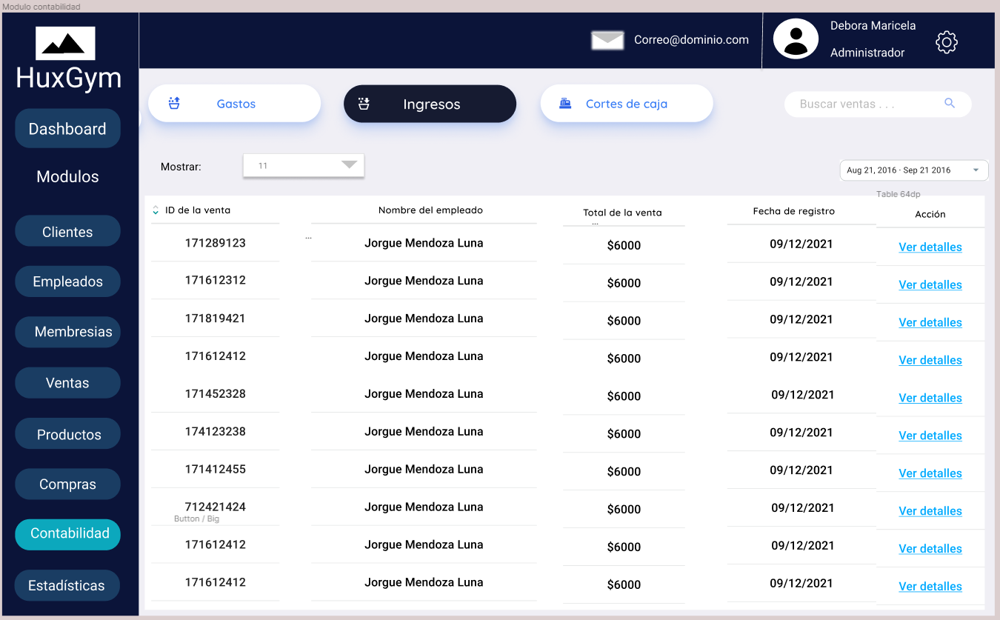 Modulo contabilidad
HuxGym
Correo@dominio.com
Debora Maricela
Administrador
Dashboard
Modulos
Clientes
Empleados
Membresias
Ventas
Productos
Compras
Contabilidad
Estadísticas
Gastos
Ingresos
Cortes de caja
Buscar ventas . . .
Mostrar:
11
Aug 21, 2016 - Sep 21 2016
Table 64dp
ID de la venta Nombre del empleado Total de la venta Fecha de registro Acción
...
...
171289123 Jorgue Mendoza Luna $6000 09/12/2021 Ver detalles
171612312 Jorgue Mendoza Luna $6000 09/12/2021 Ver detalles
171819421 Jorgue Mendoza Luna $6000 09/12/2021 Ver detalles
171612412 Jorgue Mendoza Luna $6000 09/12/2021 Ver detalles
171452328 Jorgue Mendoza Luna $6000 09/12/2021 Ver detalles
174123238 Jorgue Mendoza Luna $6000 09/12/2021 Ver detalles
171412455 Jorgue Mendoza Luna $6000 09/12/2021 Ver detalles
712421424 Jorgue Mendoza Luna $6000 09/12/2021 Ver detalles
Button / Big
171612412 Jorgue Mendoza Luna $6000 09/12/2021 Ver detalles
171612412 Jorgue Mendoza Luna $6000 09/12/2021 Ver detalles